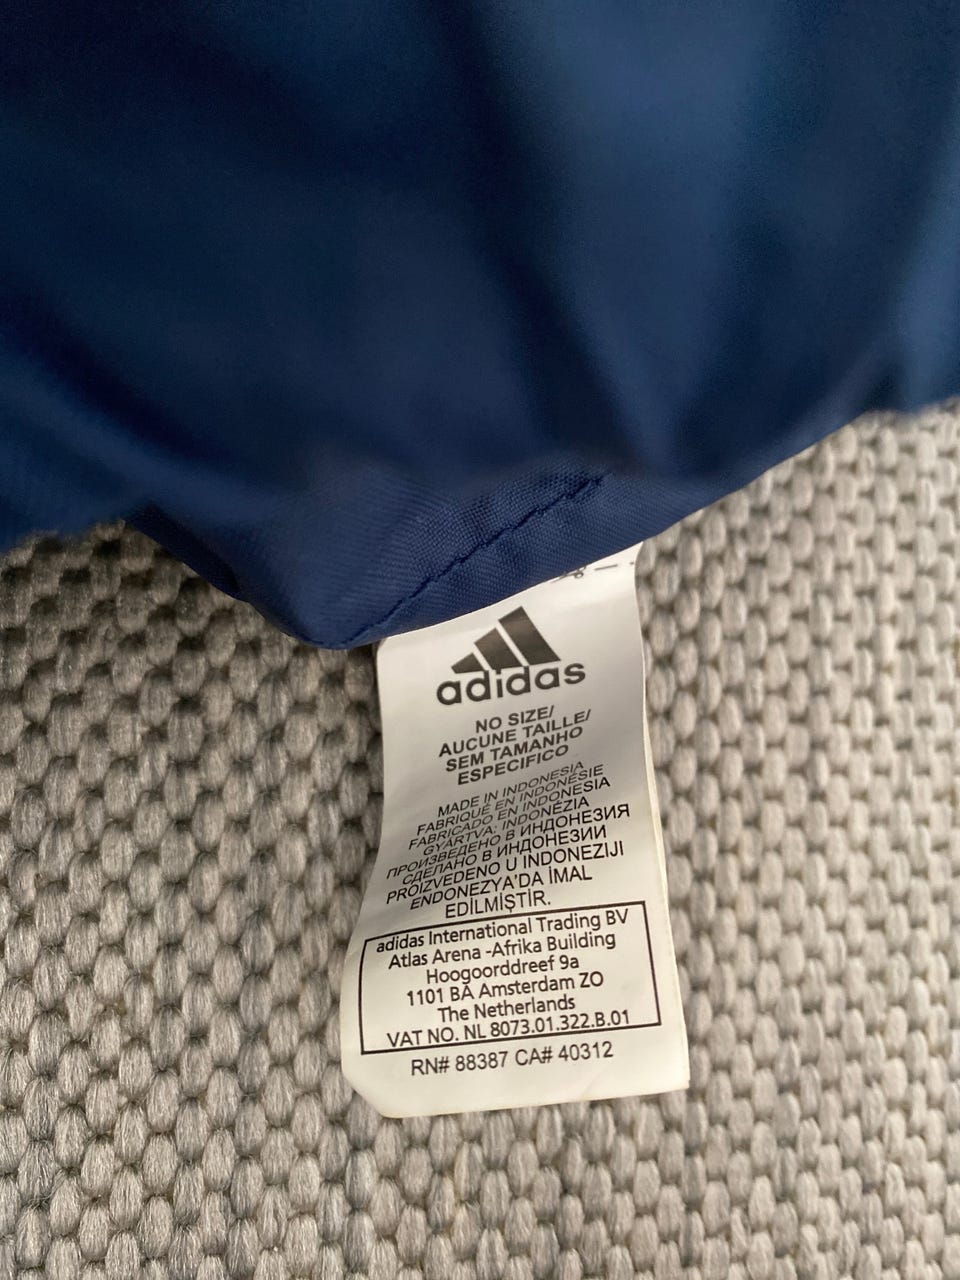 adidas
NO SIZE/
AUCUNE TAILLE/
SEM TAMANHO
ESPECIFICO
MADE IN INDONESIA
FABRIQUÉ EN INDONÉSIE
FABRICADO EN INDONESIA
GYÁRTVA: INDONÉZIA
ПРОИЗВЕДЕНО В ИНДОНЕЗИЯ
СДЕЛАНО В ИНДОНЕЗИИ
PROIZVEDENO U INDONEZIJI
ENDONEZYA'DA İMAL
EDİLMİŞTİR.
adidas International Trading BV
Atlas Arena -Afrika Building
Hoogoorddreef 9a
1101 BA Amsterdam ZO
The Netherlands
VAT NO. NL 8073.01.322.B.01
RN# 88387 CA# 40312